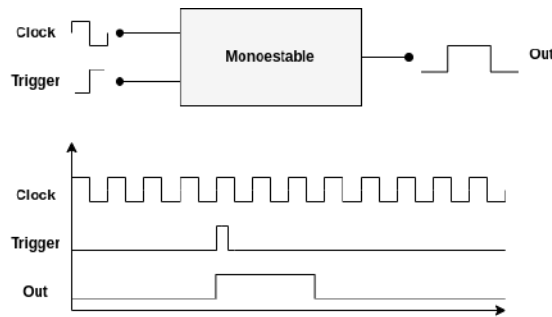 Clock
Trigger
Monoestable
Out
Clock
Trigger
Out